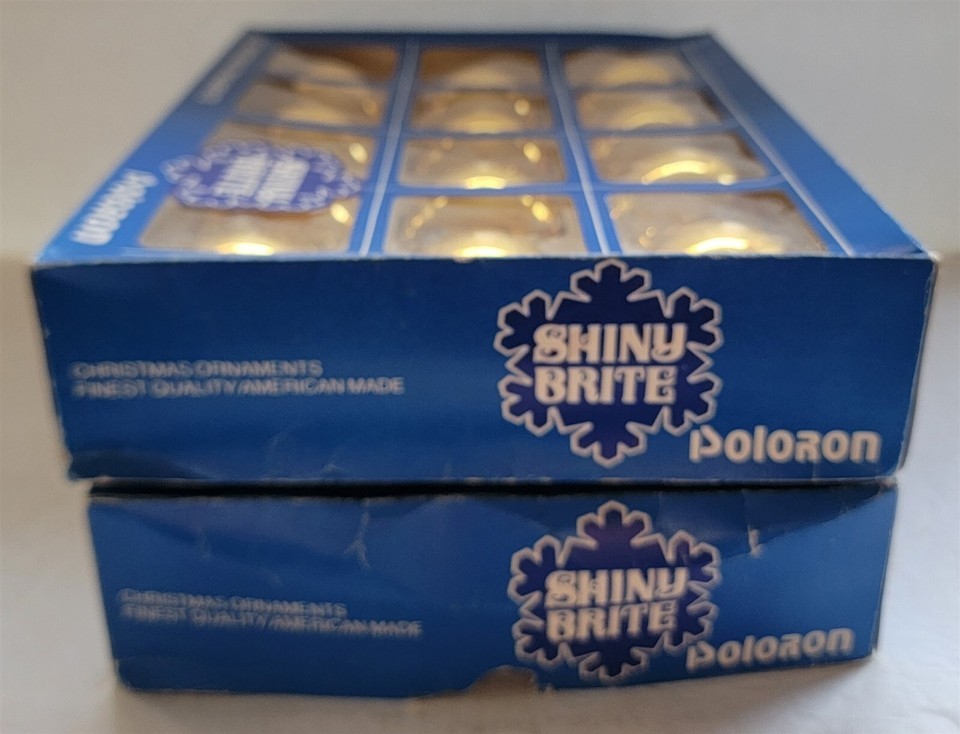 Poloron
SHINY
BRITE
CHRISTMAS ORNAMENTS
FINEST QUALITY/AMERICAN MADE
SHINY
BRITE
Poloron
CHRISTMAS ORNAMENTS
FINEST QUALITY/AMERICAN MADE
SHINY
BRITE
Poloron